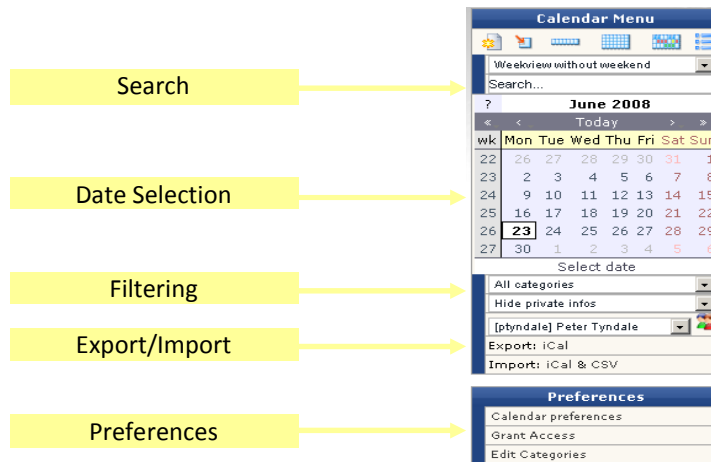 Calendar Menu
Weekview without weekend
Search
Search...
? June 2008
« < Today > »
wk Mon Tue Wed Thu Fri Sat Sun
22 26 27 28 29 30 31 1
23 2 3 4 5 6 7 8
Date Selection
24 9 10 11 12 13 14 15
25 16 17 18 19 20 21 22
26 23 24 25 26 27 28 29
27 30 1 2 3 4 5 6
Select date
Filtering
All categories
Hide private infos
[ptyndale] Peter Tyndale
Export/Import
Export: iCal
Import: iCal & CSV
Preferences
Calendar preferences
Preferences
Grant Access
Edit Categories